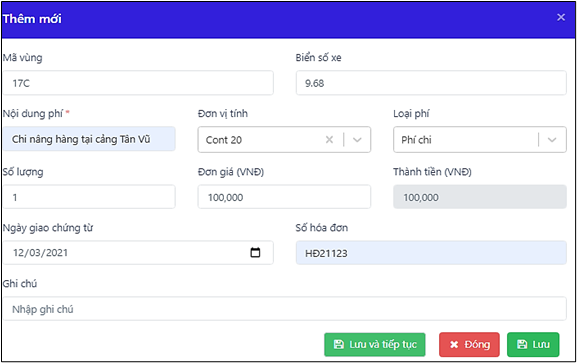 Thêm mới ×
Mã vùng Biển số xe
17C 9.68
Nội dung phí * Đơn vị tính Loại phí
Chi nâng hàng tại cảng Tân Vũ Cont 20 Phí chi
Số lượng Đơn giá (VNĐ) Thành tiền (VNĐ)
1 100,000 100,000
Ngày giao chứng từ Số hóa đơn
12/03/2021 HĐ21123
Ghi chú
Nhập ghi chú
Lưu và tiếp tục Đóng Lưu